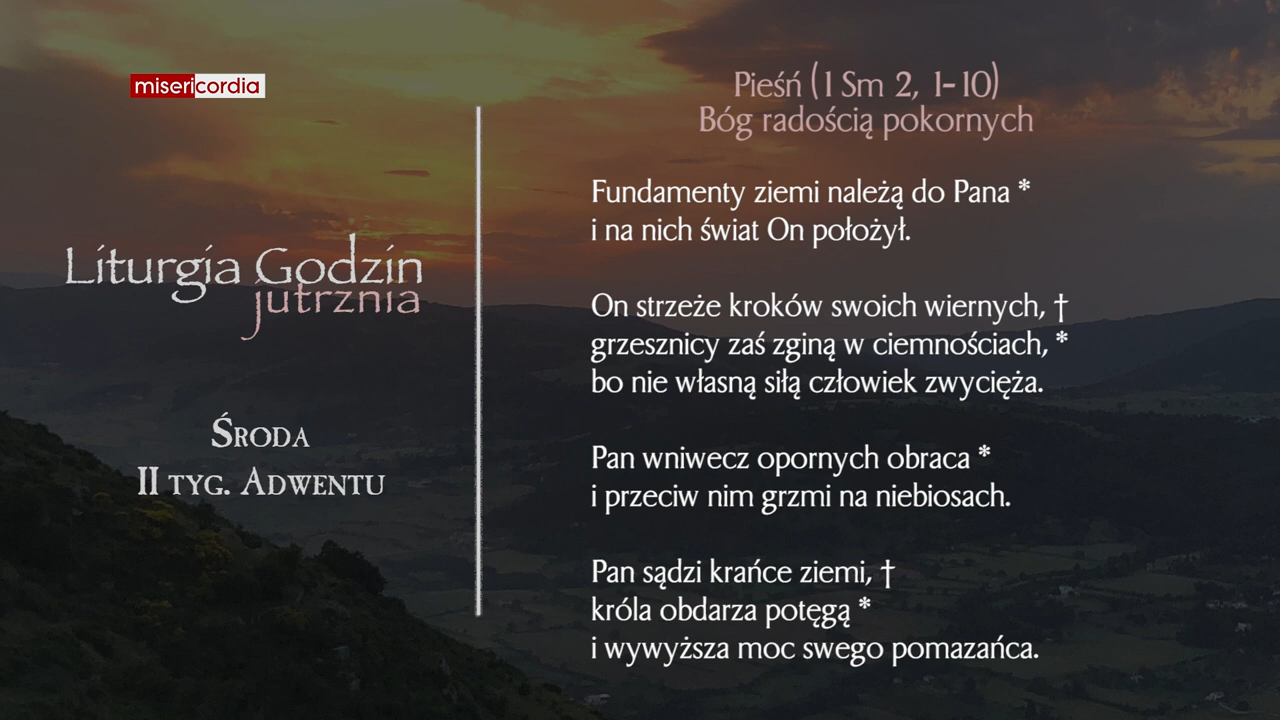 misericordia
Liturgia Godzin
jutrznia
Środa
II tyg. Adwentu
Pieśń (1 Sm 2, 1-10)
Bóg radością pokornych
Fundamenty ziemi należą do Pana *
i na nich świat On położył.
On strzeże kroków swoich wiernych, †
grzesznicy zaś zginą w ciemnościach, *
bo nie własną siłą człowiek zwycięża.
Pan wniwecz opornych obraca *
i przeciw nim grzmi na niebiosach.
Pan sądzi krańce ziemi, †
króla obdarza potęgą *
i wywyższa moc swego pomazańca.